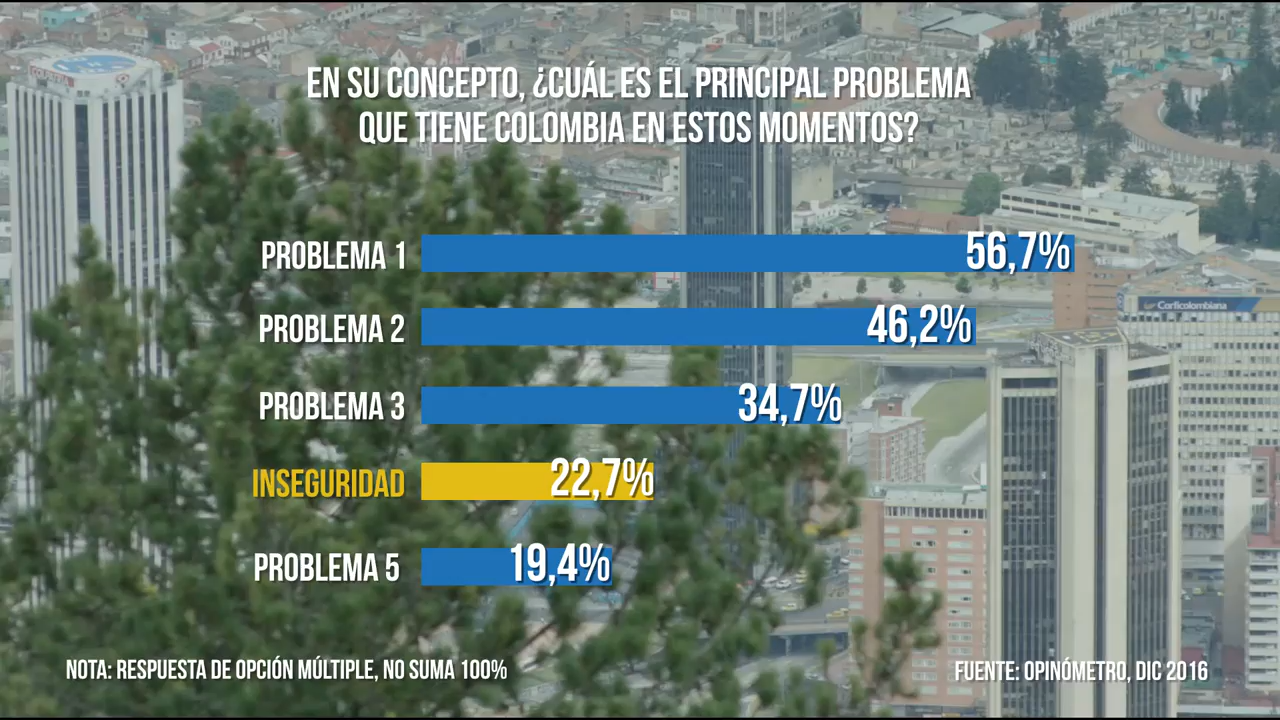 EN SU CONCEPTO, ¿CUÁL ES EL PRINCIPAL PROBLEMA
QUE TIENE COLOMBIA EN ESTOS MOMENTOS?
PROBLEMA 1 56,7%
PROBLEMA 2 46,2%
Corficolombiana
PROBLEMA 3 34,7%
INSEGURIDAD 22,7%
PROBLEMA 5 19,4%
NOTA: RESPUESTA DE OPCIÓN MÚLTIPLE, NO SUMA 100%
FUENTE: OPINÓMETRO, DIC 2016